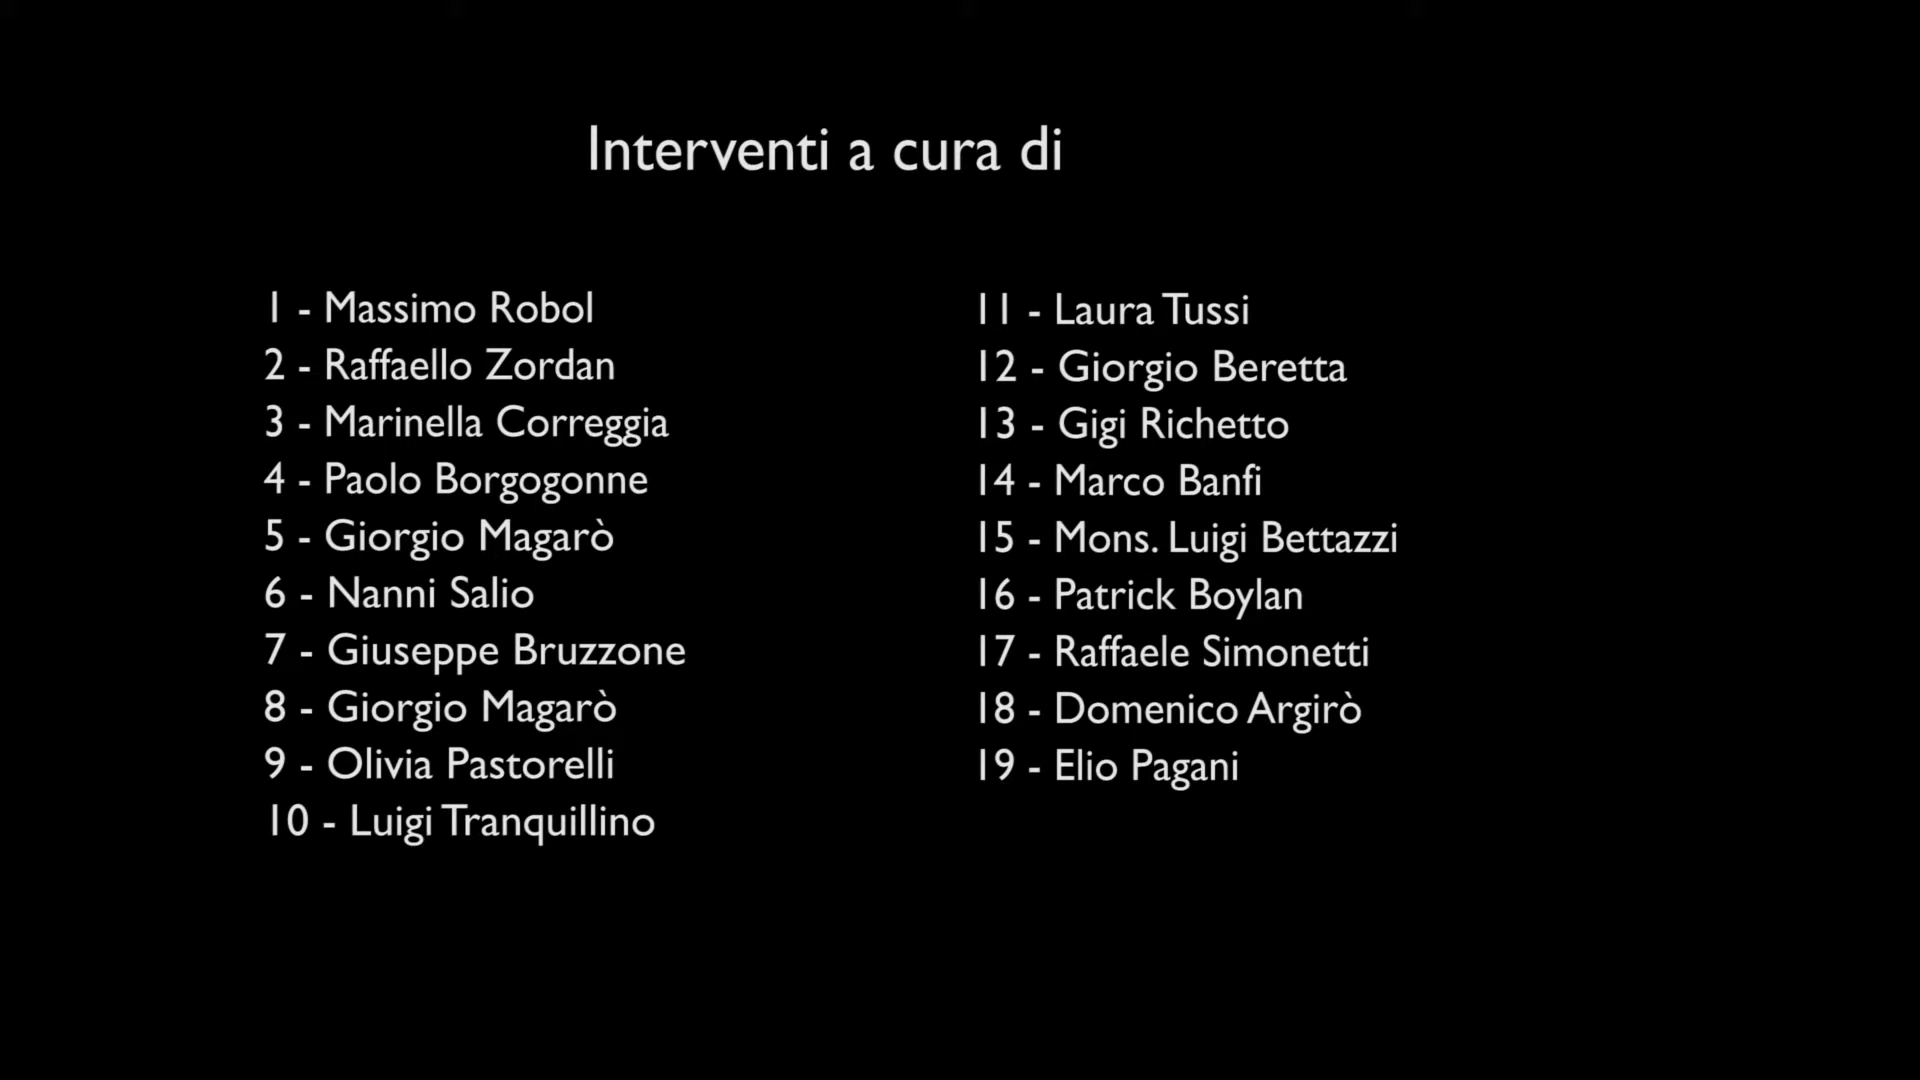 Interventi a cura di
1 - Massimo Robol
2 - Raffaello Zordan
3 - Marinella Correggia
4 - Paolo Borgogonne
5 - Giorgio Magarò
6 - Nanni Salio
7 - Giuseppe Bruzzone
8 - Giorgio Magarò
9 - Olivia Pastorelli
10 - Luigi Tranquillino
11 - Laura Tussi
12 - Giorgio Beretta
13 - Gigi Richetto
14 - Marco Banfi
15 - Mons. Luigi Bettazzi
16 - Patrick Boylan
17 - Raffaele Simonetti
18 - Domenico Argirò
19 - Elio Pagani